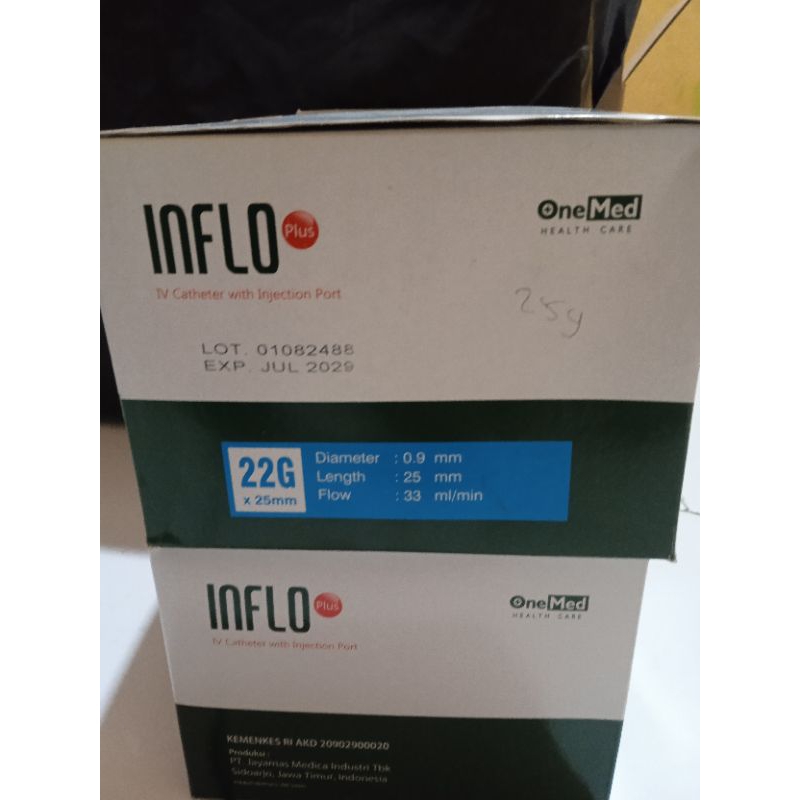 INFLO Plus
OneMed
HEALTH CARE
IV Catheter with Injection Port
LOT. 01082488
EXP. JUL 2029
22G
x 25mm
Diameter : 0.9 mm
Length : 25 mm
Flow : 33 ml/min
INFLO Plus
OneMed
HEALTH CARE
IV Catheter with Injection Port
KEMENKES RI AKD 20902900020
Produksi :
PT. Jayamas Medica Industri Tbk
Sidoarjo, Jawa Timur, Indonesia